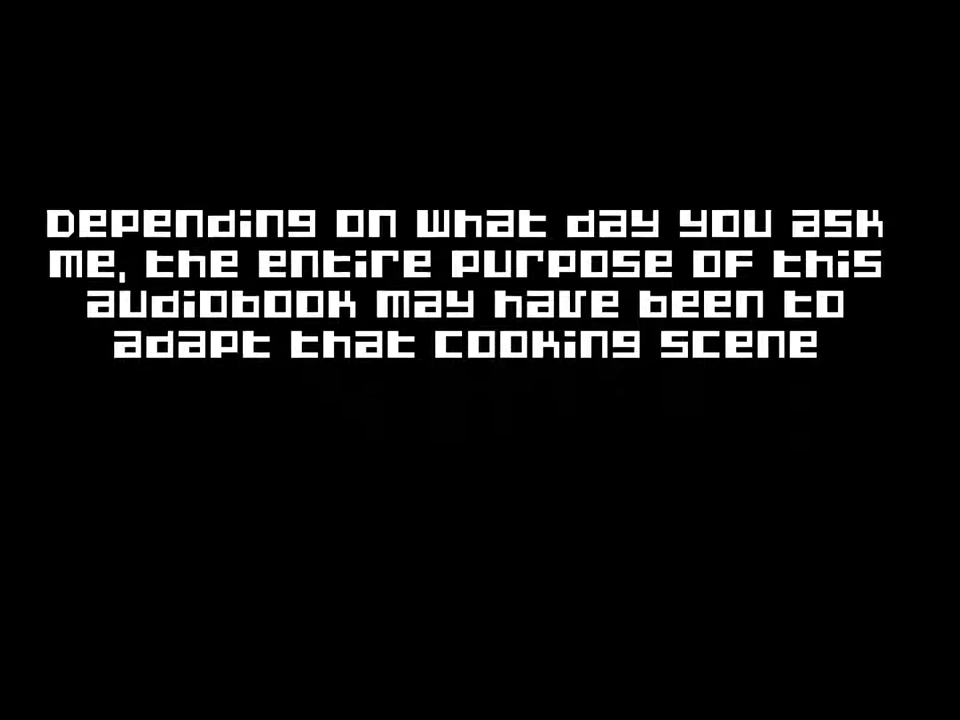 Depending on what day you ask
me, the entire purpose of this
audiobook may have been to
adapt that cooking scene